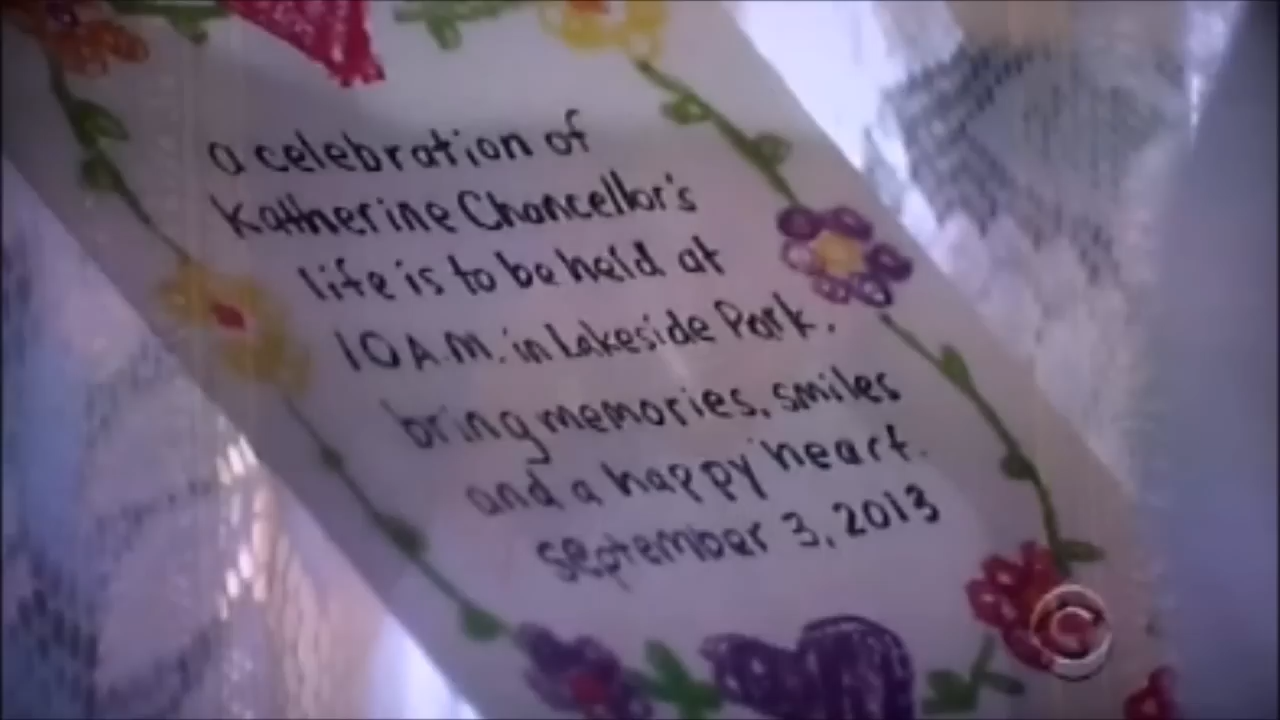 a celebration of
Katherine Chancellor's
life is to be held at
10 A.M. in Lakeside Park.
bring memories, smiles
and a happy heart.
september 3, 2013